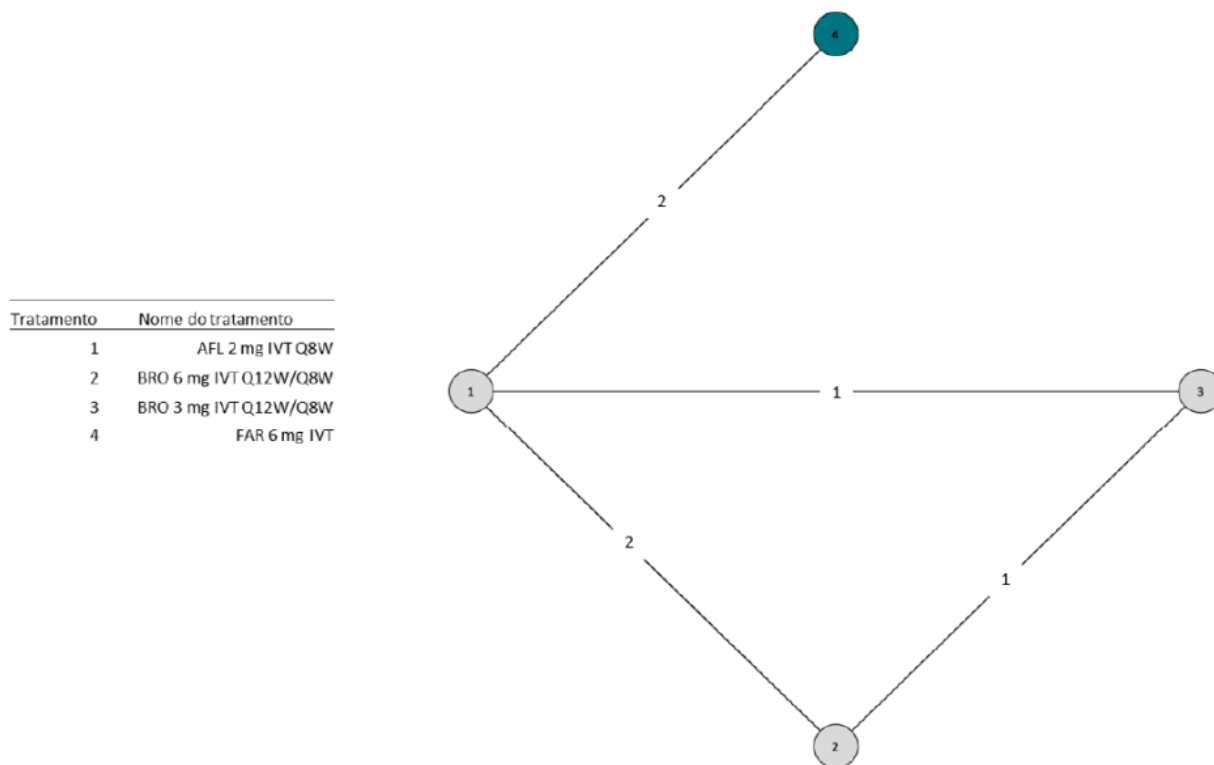 4
2
Tratamento Nome do tratamento
1 AFL 2 mg IVT Q8W
2 BRO 6 mg IVT Q12W/Q8W
3 BRO 3 mg IVT Q12W/Q8W
4 FAR 6 mg IVT
1 1 3
2
1
2